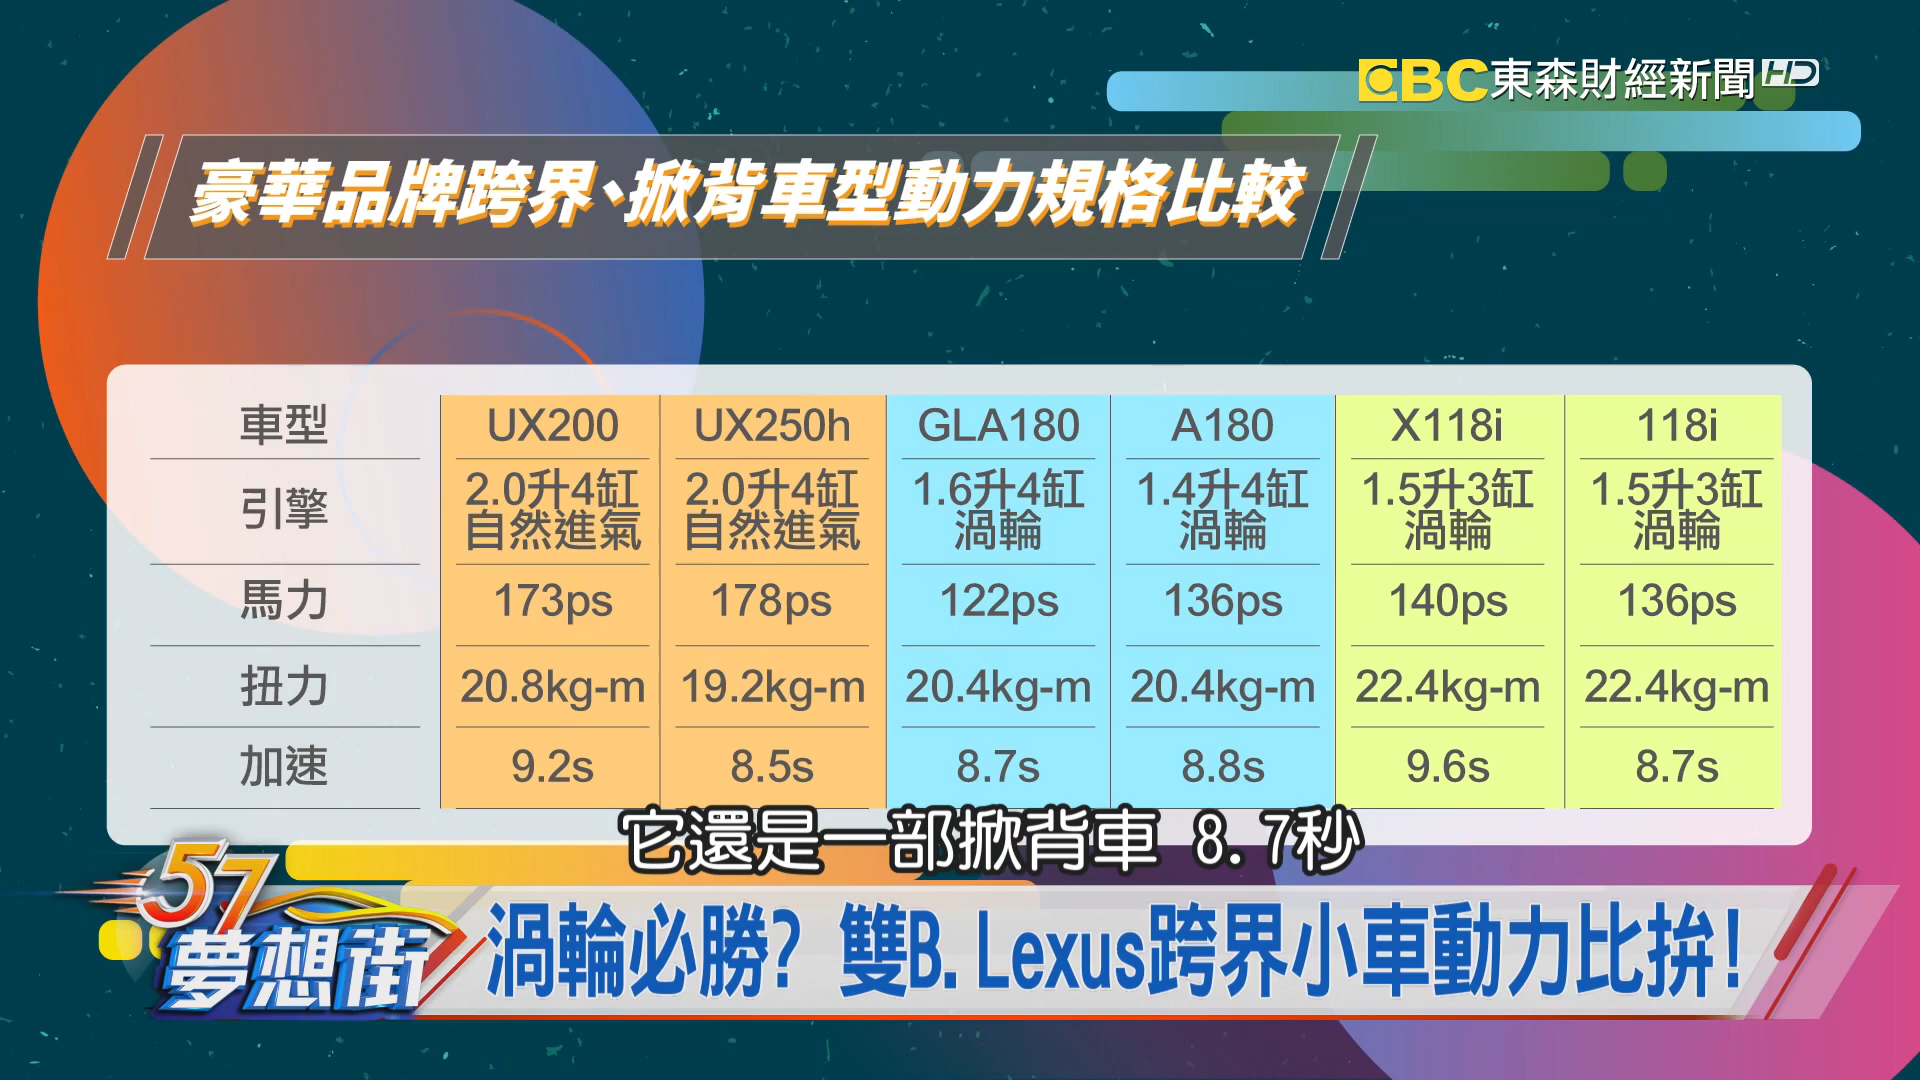 EBC東森財經新聞HD
豪華品牌跨界、掀背車型動力規格比較
車型 UX200 UX250h GLA180 A180 X118i 118i
引擎 2.0升4缸自然進氣 2.0升4缸自然進氣 1.6升4缸渦輪 1.4升4缸渦輪 1.5升3缸渦輪 1.5升3缸渦輪
馬力 173ps 178ps 122ps 136ps 140ps 136ps
扭力 20.8kg-m 19.2kg-m 20.4kg-m 20.4kg-m 22.4kg-m 22.4kg-m
加速 9.2s 8.5s 8.7s 8.8s 9.6s 8.7s
它還是一部掀背車 8.7秒
57夢想街
渦輪必勝? 雙B.Lexus跨界小車動力比拚!